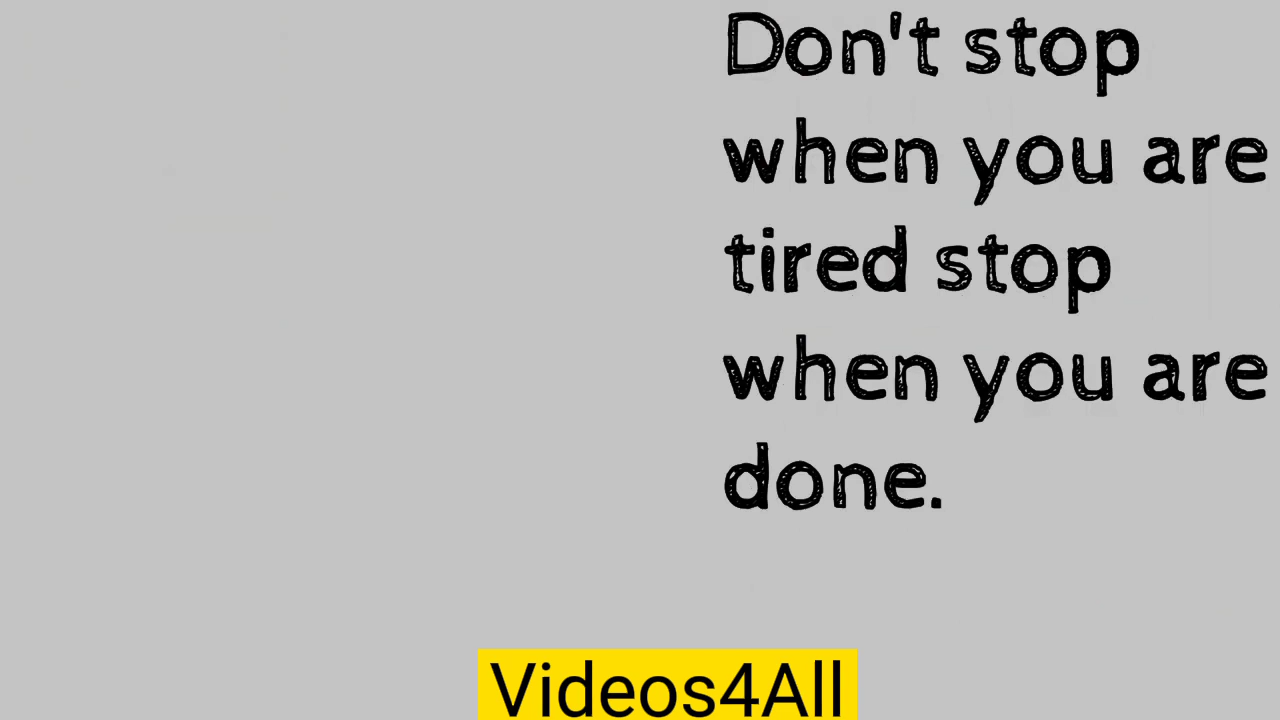 Don't stop
when you are
tired stop
when you are
done.
Videos4All